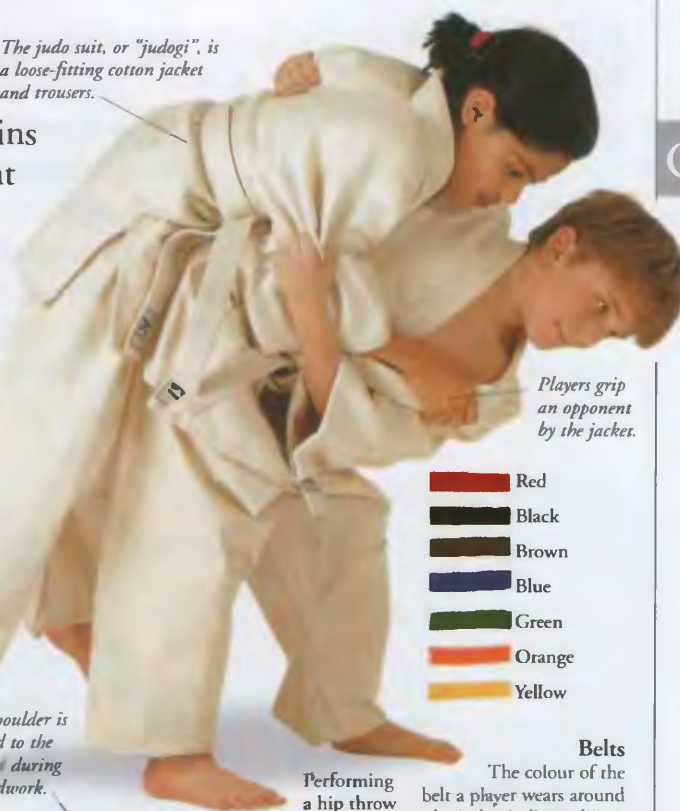 The judo suit, or “judogi”, is
a loose-fitting cotton jacket
and trousers.
Players grip
an opponent
by the jacket.
Red
Black
Brown
Blue
Green
Orange
Yellow
during
Performing
a hip throw
Belts
The colour of the
belt a player wears around